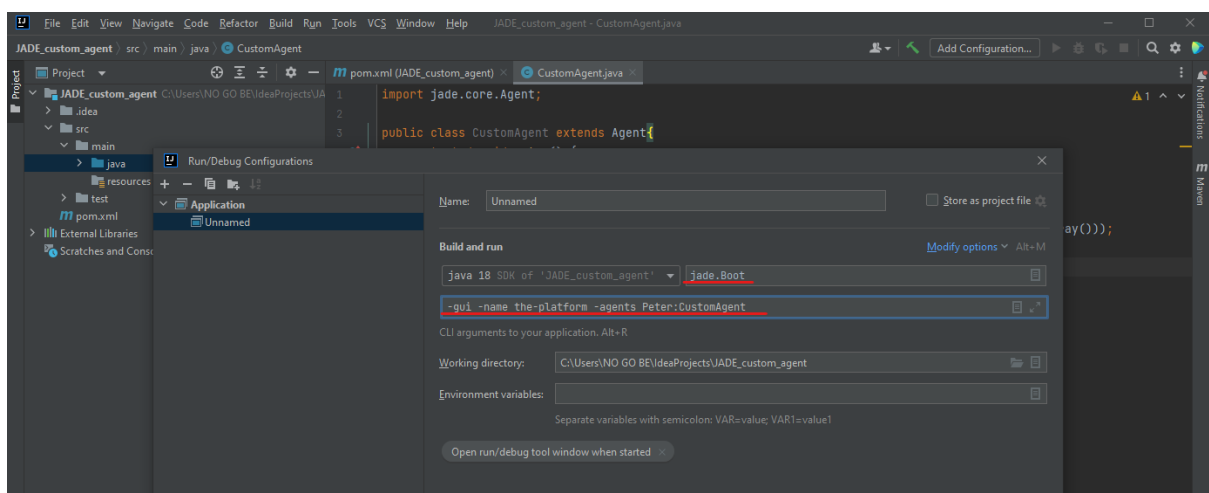 File Edit View Navigate Code Refactor Build Run Tools VCS Window Help JADE_custom_agent - CustomAgent.java
JADE_custom_agent src main java CustomAgent Add Configuration...
Project Project pom.xml (JADE_custom_agent) CustomAgent.java
JADE_custom_agent C:\Users\NO GO BE\IdeaProjects\JA 1 import jade.core.Agent; 1
.idea 2
src 3 public class CustomAgent extends Agent{
main
java
resources
test
pom.xml
External Libraries
Scratches and Conso
Run/Debug Configurations
Application
Unnamed
Name: Unnamed Store as project file
Build and run Modify options Alt+M
java 18 SDK of 'JADE_custom_agent' jade.Boot
-gui -name the-platform -agents Peter:CustomAgent
CLI arguments to your application. Alt+R
Working directory: C:\Users\NO GO BE\IdeaProjects\JADE_custom_agent
Environment variables:
Separate variables with semicolon: VAR=value; VAR1=value1
Open run/debug tool window when started
ay()));
Notifications
Maven